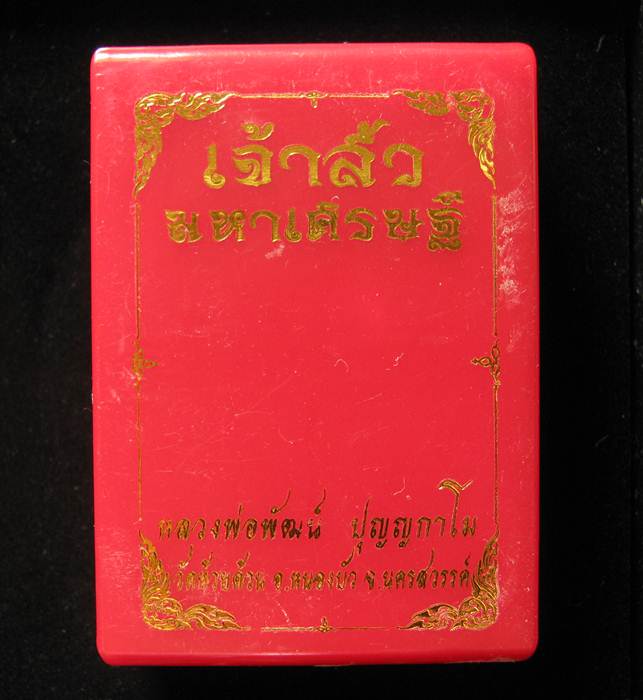 เจ้าสัว
มหาเศรษฐี
หลวงพ่อพัฒน์ ปุญญกาโม
วัดห้วยด้วน อ.หนองบัว จ.นครสวรรค์